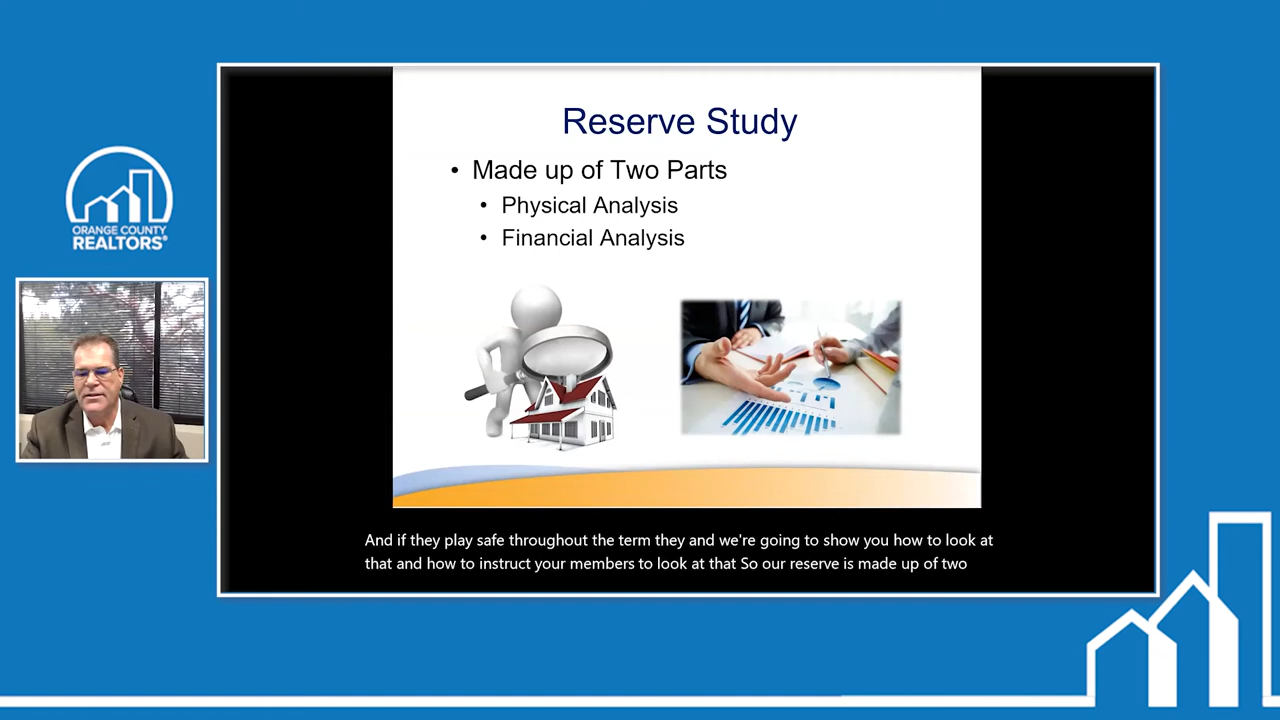 ORANGE COUNTY
REALTORS®
Reserve Study
• Made up of Two Parts
• Physical Analysis
• Financial Analysis
And if they play safe throughout the term they and we're going to show you how to look at
that and how to instruct your members to look at that So our reserve is made up of two